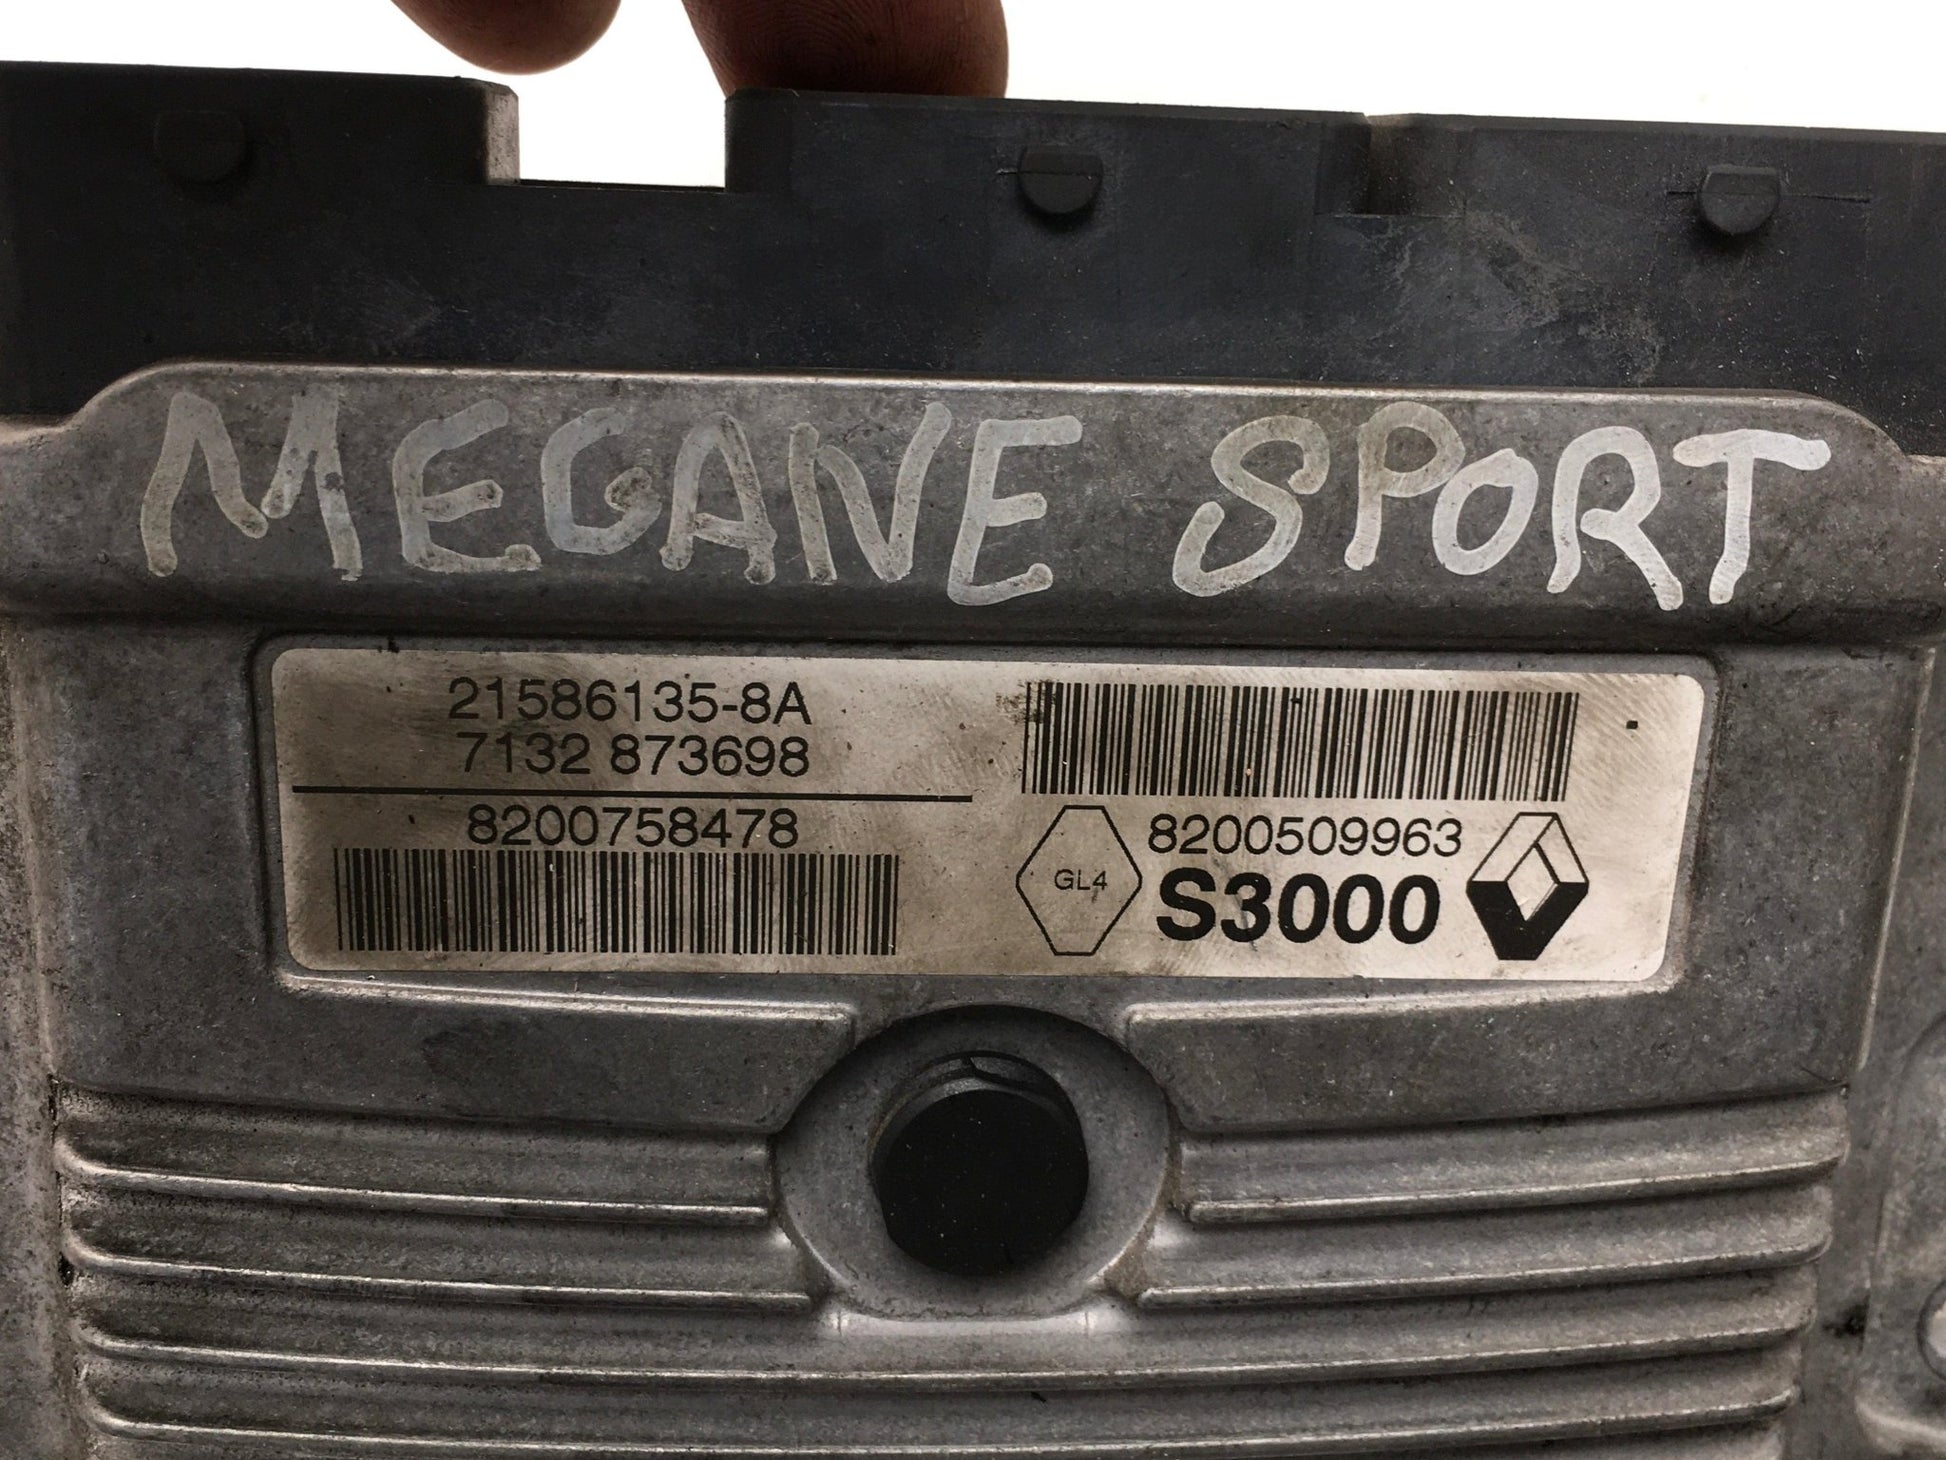 MEGANE SPORT
21586135-8A
7132 873698
8200758478
8200509963
GL4
S3000